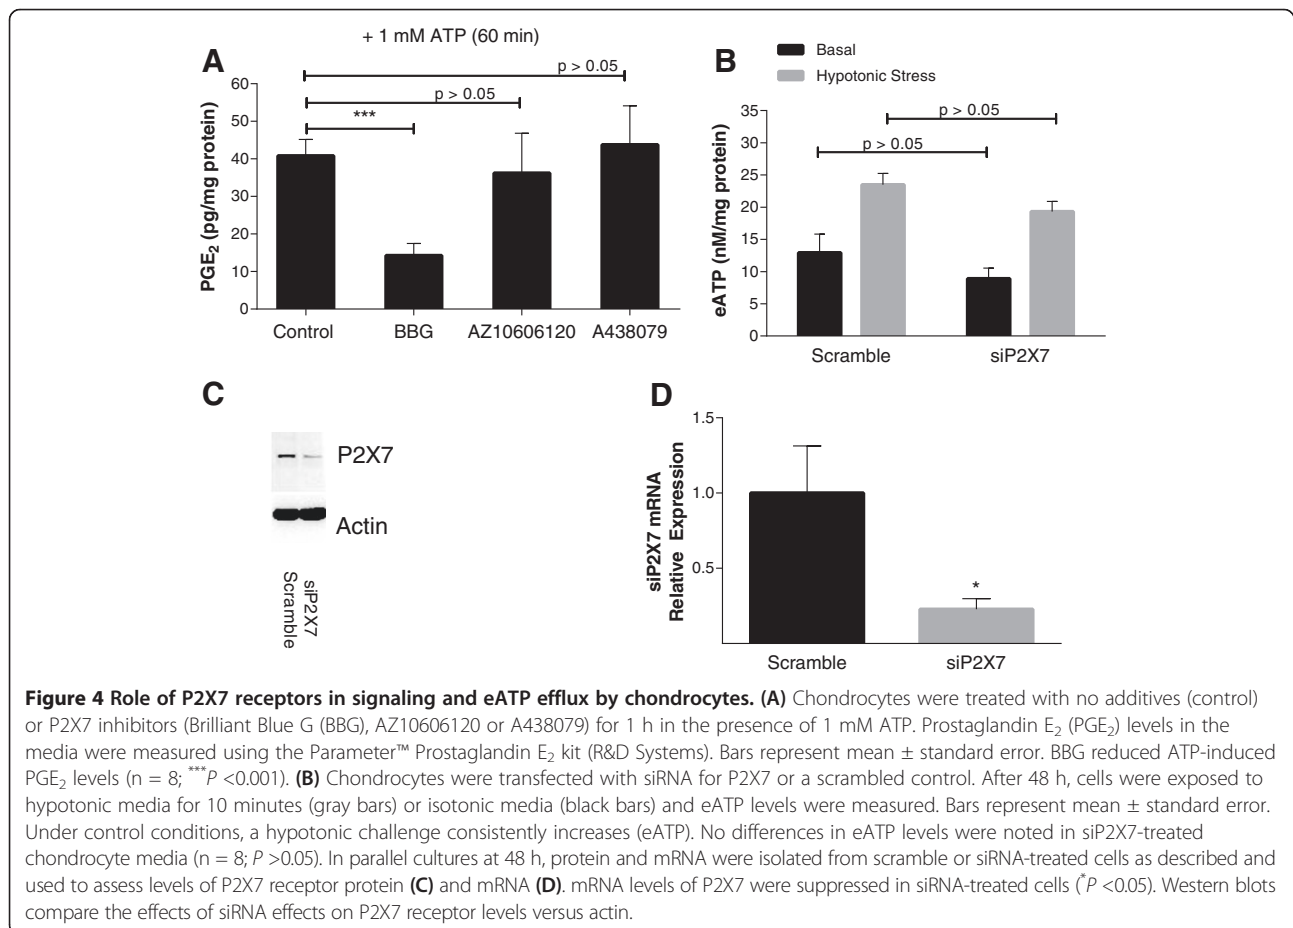 + 1 mM ATP (60 min)
A
p > 0.05
p > 0.05
***
60
50
40
30
20
10
0
PGE2 (pg/mg protein)
Control BBG AZ10606120 A438079
B
Basal
Hypotonic Stress
p > 0.05
p > 0.05
35
30
25
20
15
10
5
0
eATP (nM/mg protein)
Scramble siP2X7
C
P2X7
Actin
Scramble
siP2X7
D
1.5
1.0
0.5
siP2X7 mRNA
Relative Expression
*
Scramble siP2X7
Figure 4 Role of P2X7 receptors in signaling and eATP efflux by chondrocytes. (A) Chondrocytes were treated with no additives (control)
or P2X7 inhibitors (Brilliant Blue G (BBG), AZ10606120 or A438079) for 1 h in the presence of 1 mM ATP. Prostaglandin E2 (PGE2) levels in the
media were measured using the Parameter™ Prostaglandin E2 kit (R&D Systems). Bars represent mean ± standard error. BBG reduced ATP-induced
PGE2 levels (n = 8; ***P <0.001). (B) Chondrocytes were transfected with siRNA for P2X7 or a scrambled control. After 48 h, cells were exposed to
hypotonic media for 10 minutes (gray bars) or isotonic media (black bars) and eATP levels were measured. Bars represent mean ± standard error.
Under control conditions, a hypotonic challenge consistently increases (eATP). No differences in eATP levels were noted in siP2X7-treated
chondrocyte media (n = 8; P >0.05). In parallel cultures at 48 h, protein and mRNA were isolated from scramble or siRNA-treated cells as described and
used to assess levels of P2X7 receptor protein (C) and mRNA (D). mRNA levels of P2X7 were suppressed in siRNA-treated cells (*P <0.05). Western blots
compare the effects of siRNA effects on P2X7 receptor levels versus actin.